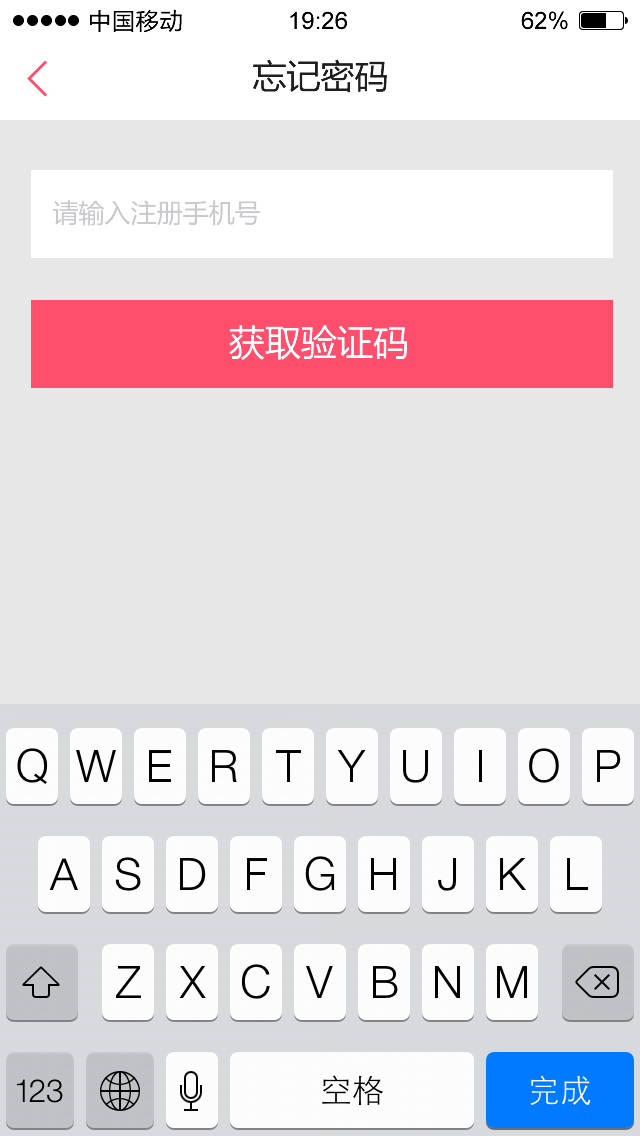 中国移动 19:26 62%
忘记密码
请输入注册手机号
获取验证码
Q W E R T Y U I O P
A S D F G H J K L
Z X C V B N M
123 空格 完成